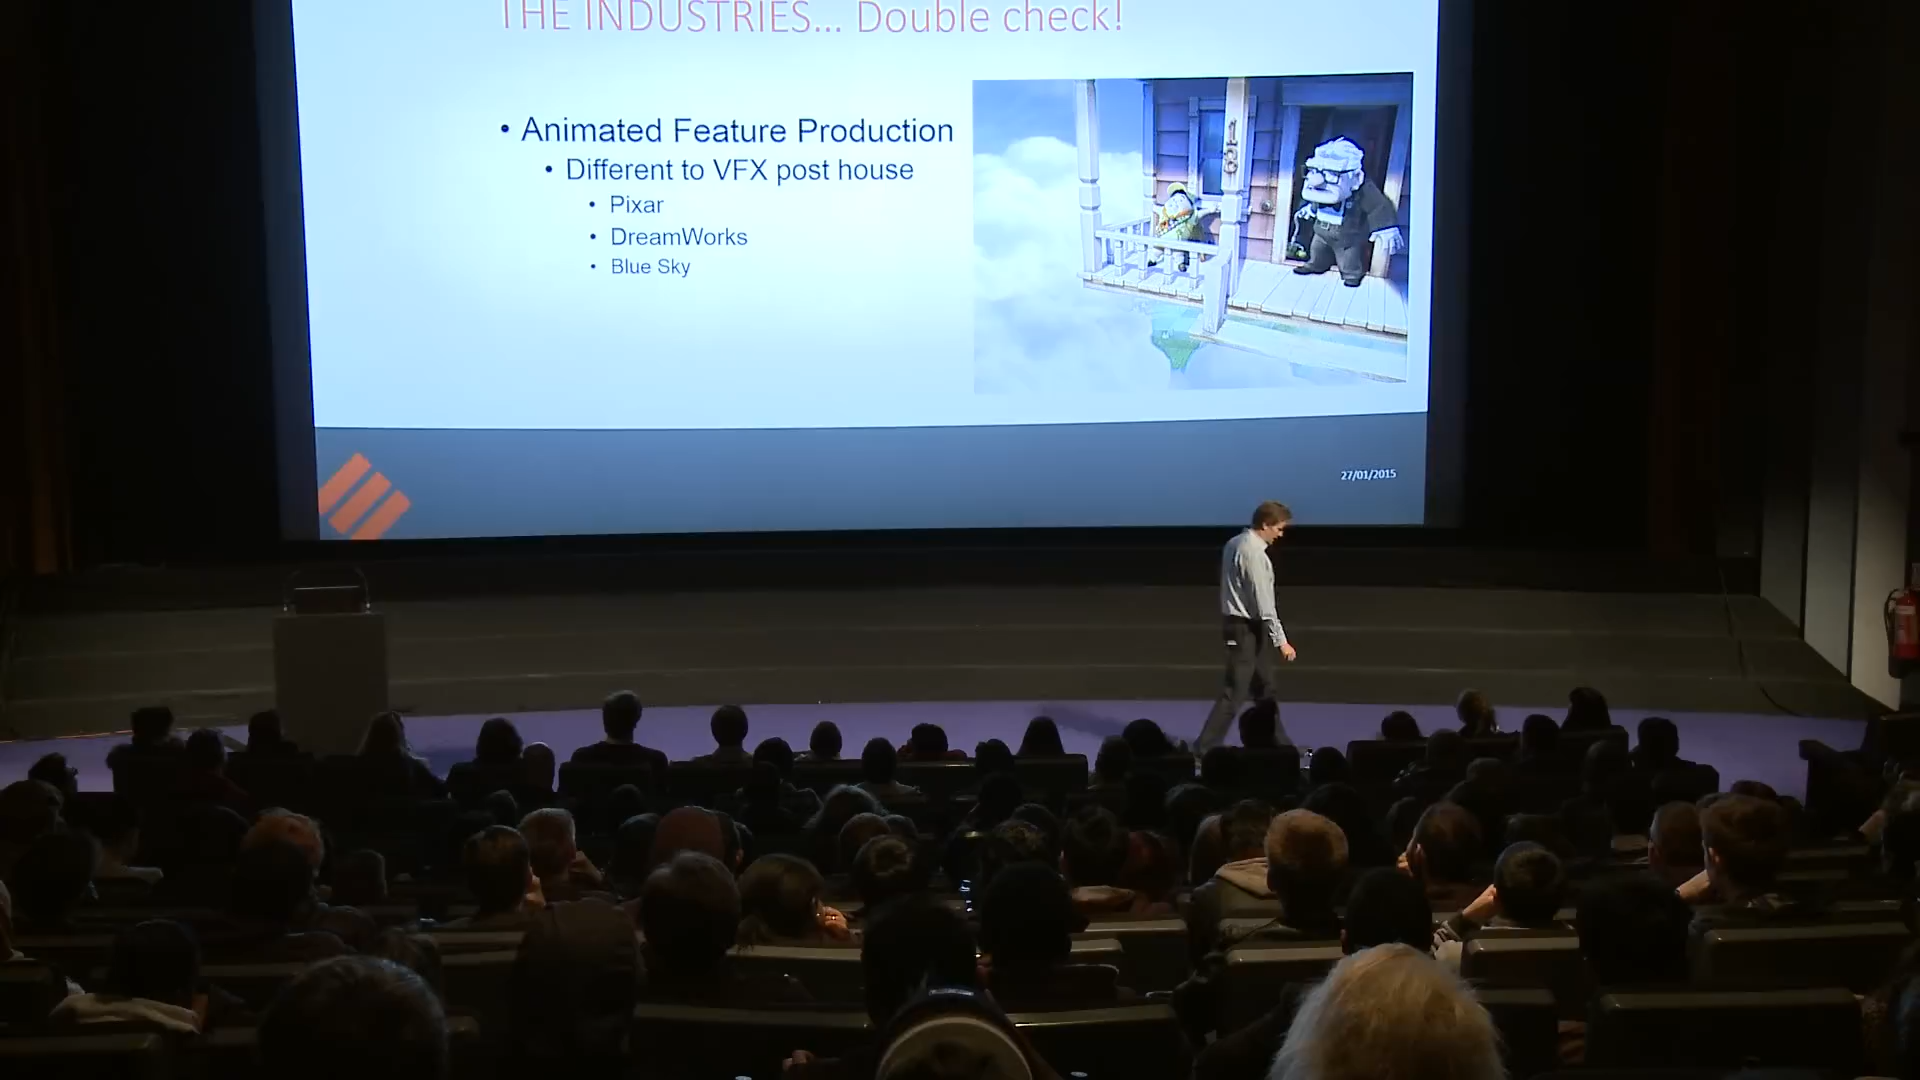 THE INDUSTRIES... Double check!
• Animated Feature Production
• Different to VFX post house
• Pixar
• DreamWorks
• Blue Sky
27/01/2015